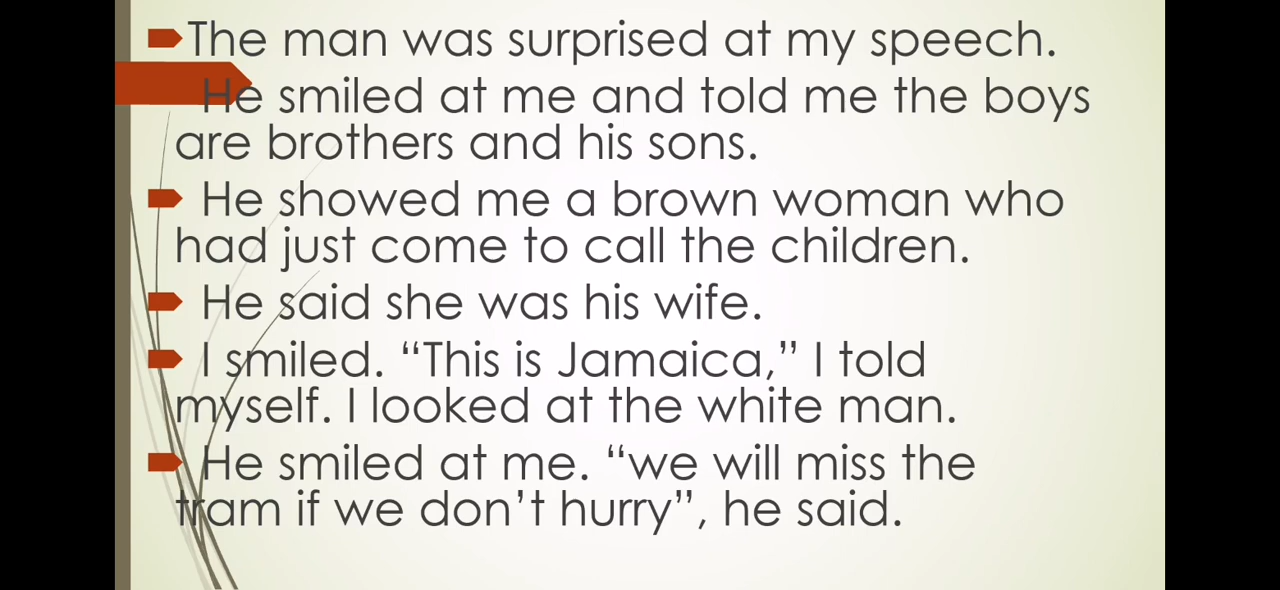 The man was surprised at my speech.
He smiled at me and told me the boys
are brothers and his sons.
He showed me a brown woman who
had just come to call the children.
He said she was his wife.
I smiled. “This is Jamaica,” I told
myself. I looked at the white man.
He smiled at me. “we will miss the
tram if we don’t hurry”, he said.